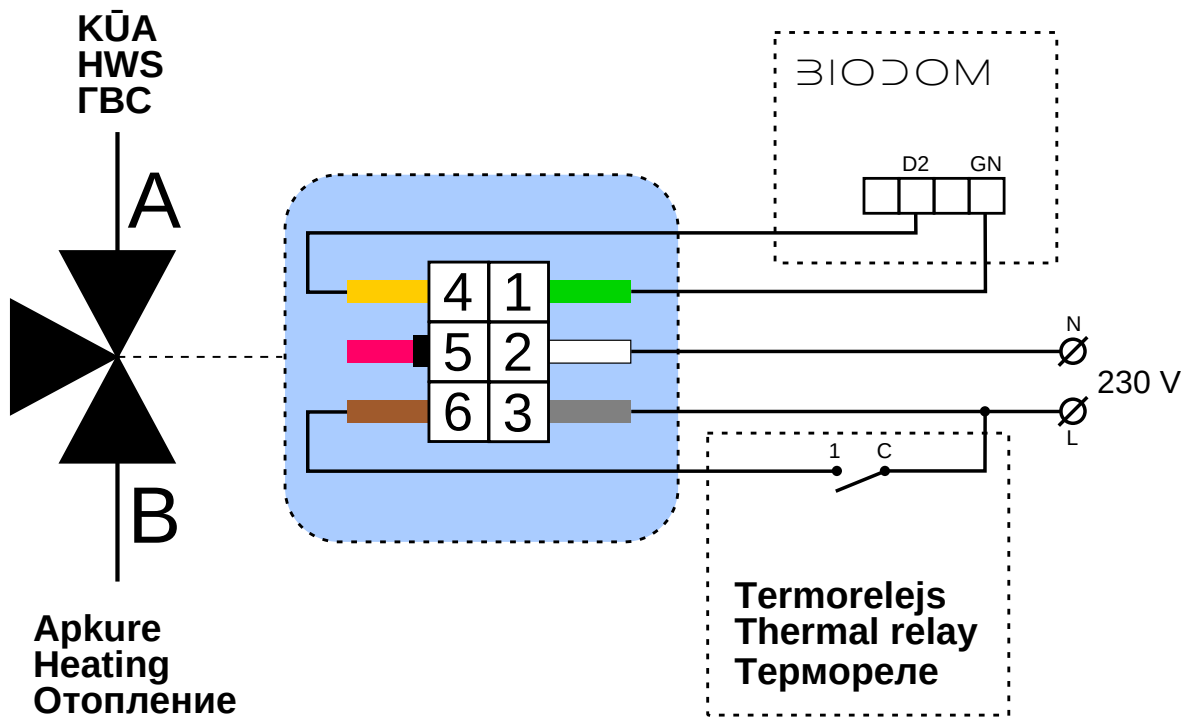 KŪA
HWS
ГВС
A
B
Apkure
Heating
Отопление
4 1
5 2
6 3
BIODOM
D2 GN
N
230 V
L
1 C
Termorelejs
Thermal relay
Термореле